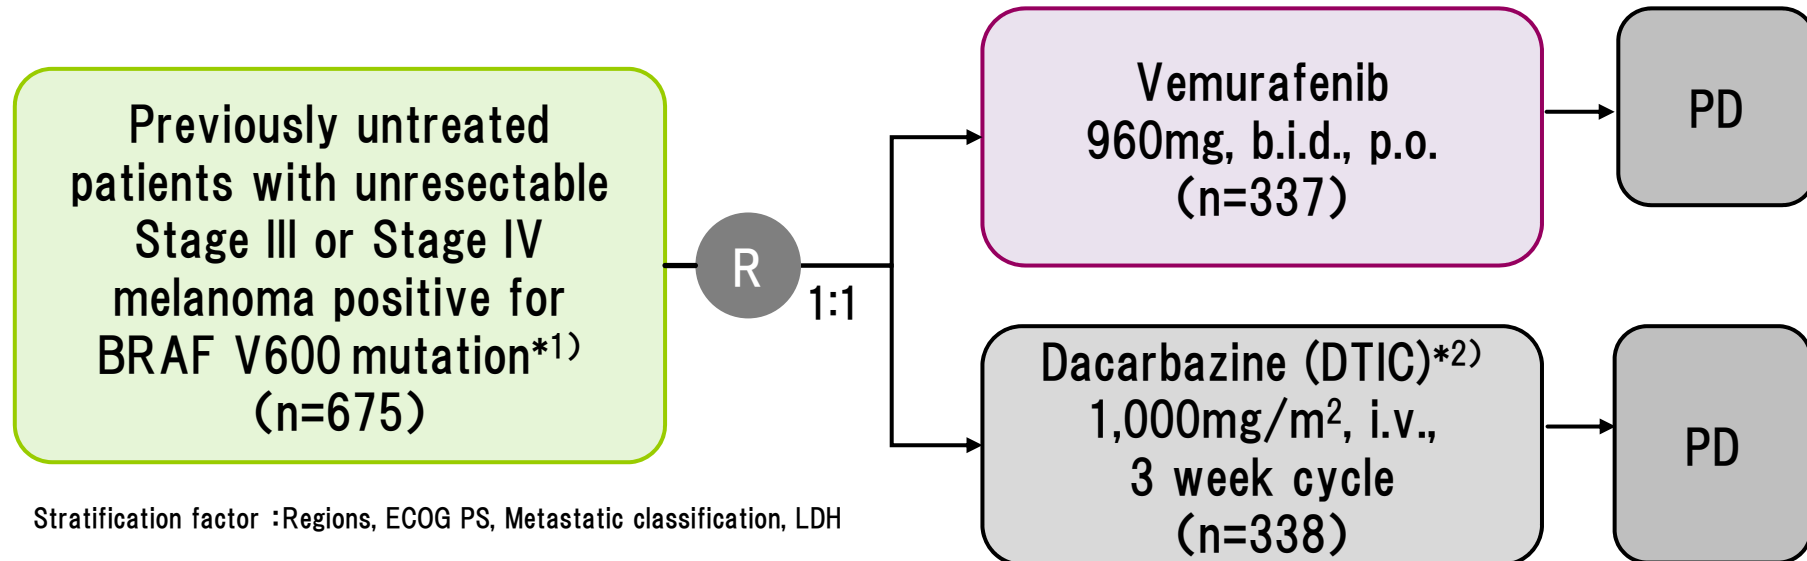 Previously untreated
patients with unresectable
Stage III or Stage IV
melanoma positive for
BRAF V600 mutation*1)
(n=675)
R
1:1
Vemurafenib
960mg, b.i.d., p.o.
(n=337)
PD
Dacarbazine (DTIC)*2)
1,000mg/m2, i.v.,
3 week cycle
(n=338)
PD
Stratification factor :Regions, ECOG PS, Metastatic classification, LDH